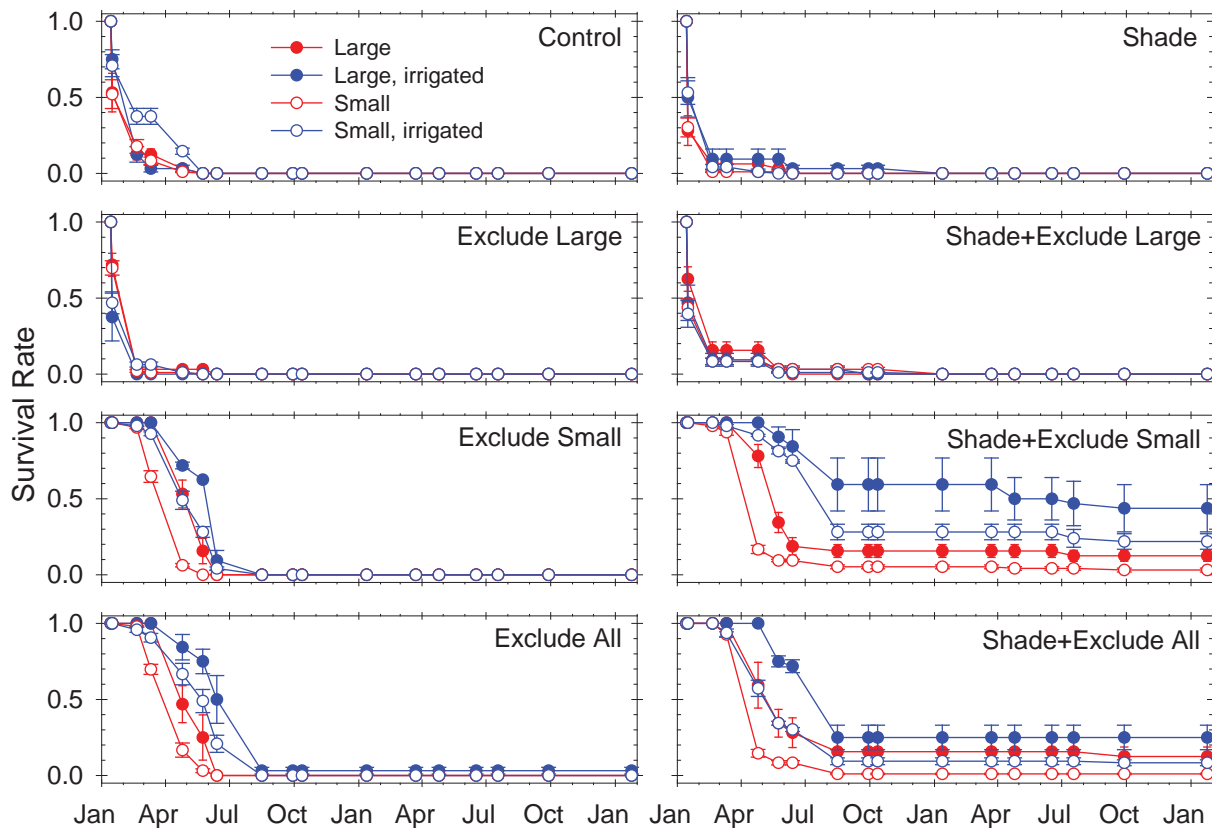 1.0
0.5
0.0
Control
Large
Large, irrigated
Small
Small, irrigated
Shade
1.0
0.5
0.0
Exclude Large
Shade+Exclude Large
1.0
0.5
0.0
Exclude Small
Shade+Exclude Small
1.0
0.5
0.0
Exclude All
Shade+Exclude All
Survival Rate
Jan Apr Jul Oct Jan Apr Jul Oct Jan
Jan Apr Jul Oct Jan Apr Jul Oct Jan